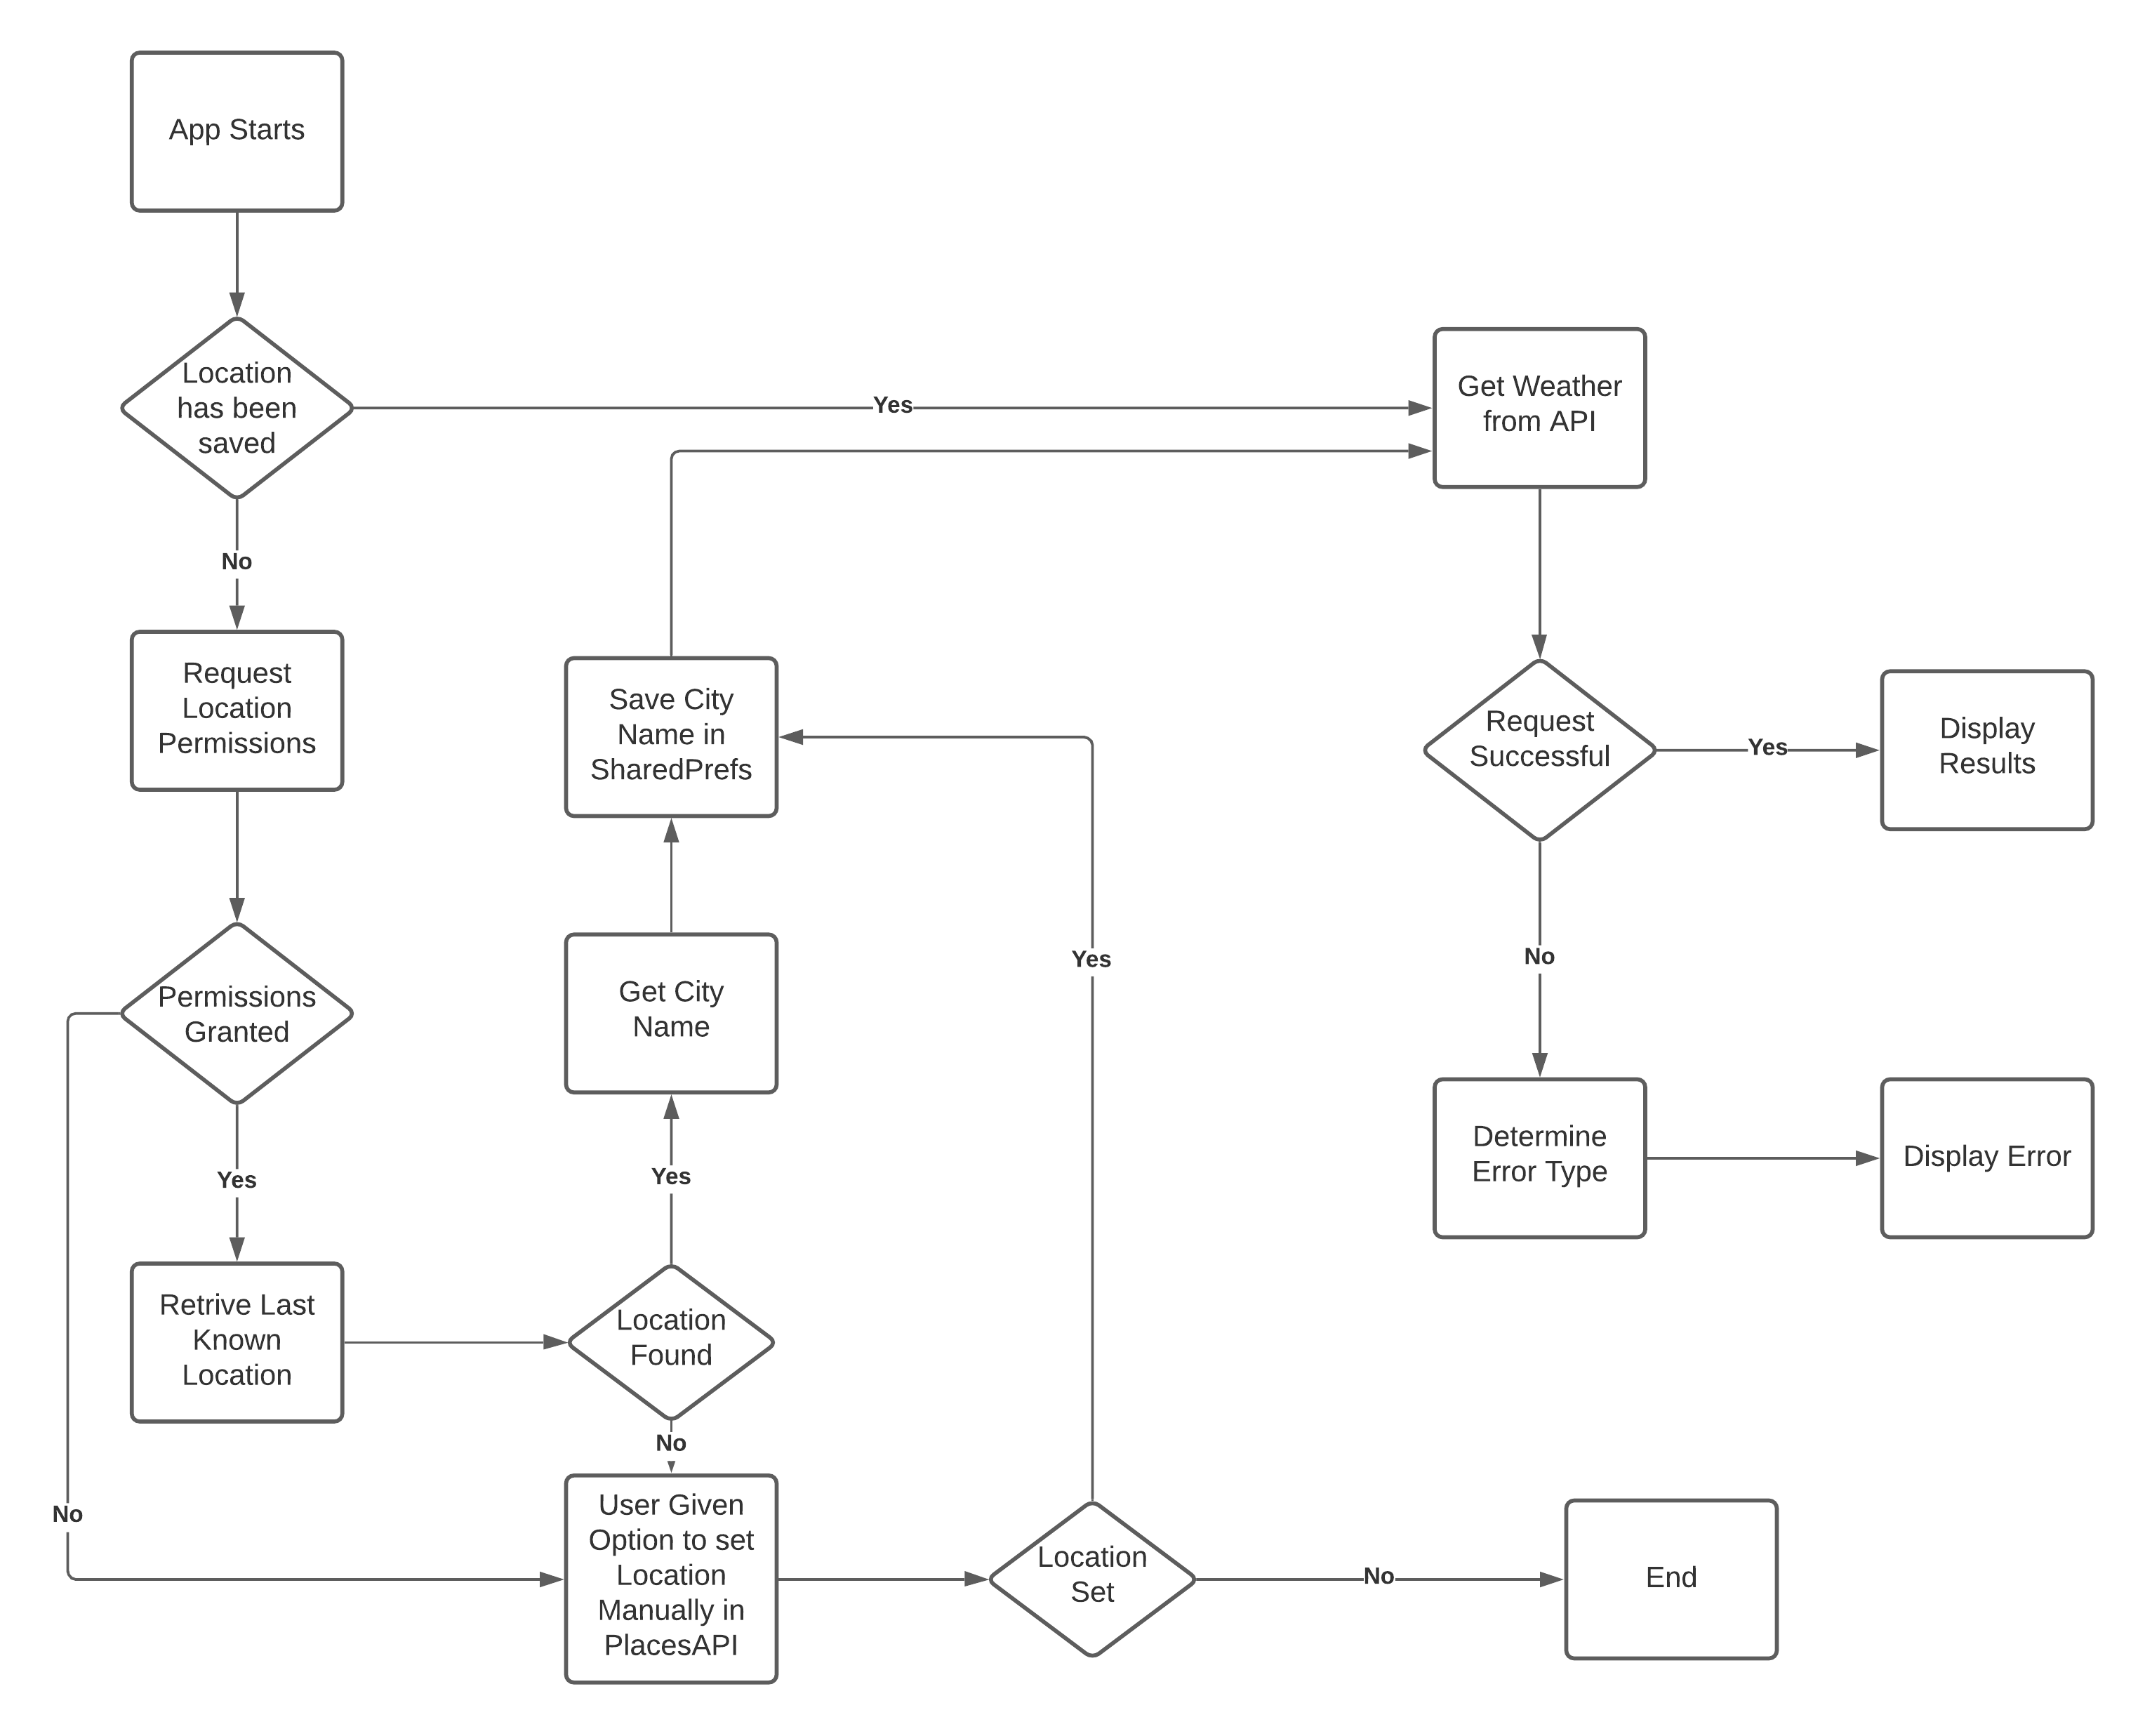 App Starts
Location
has been
saved
Yes
Get Weather
from API
No
Request
Location
Permissions
Save City
Name in
SharedPrefs
Request
Successful
Yes
Display
Results
Permissions
Granted
Get City
Name
Yes
No
Yes
Yes
Determine
Error Type
Display Error
Retrive Last
Known
Location
Location
Found
No
No
User Given
Option to set
Location
Manually in
PlacesAPI
Location
Set
No
End